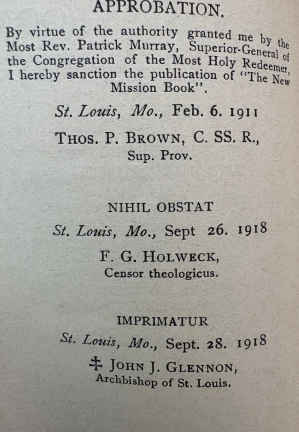 APPROBATION.
By virtue of the authority granted me by the
Most Rev. Patrick Murray, Superior-General of
the Congregation of the Most Holy Redeemer,
I hereby sanction the publication of "The New
Mission Book".
St. Louis, Mo., Feb. 6. 1911
THOS. P. BROWN, C. SS. R.,
Sup. Prov.
NIHIL OBSTAT
St. Louis, Mo., Sept 26. 1918
F. G. HOLWECK,
Censor theologicus.
IMPRIMATUR
St. Louis, Mo., Sept. 28. 1918
☩ JOHN J. GLENNON,
Archbishop of St. Louis.